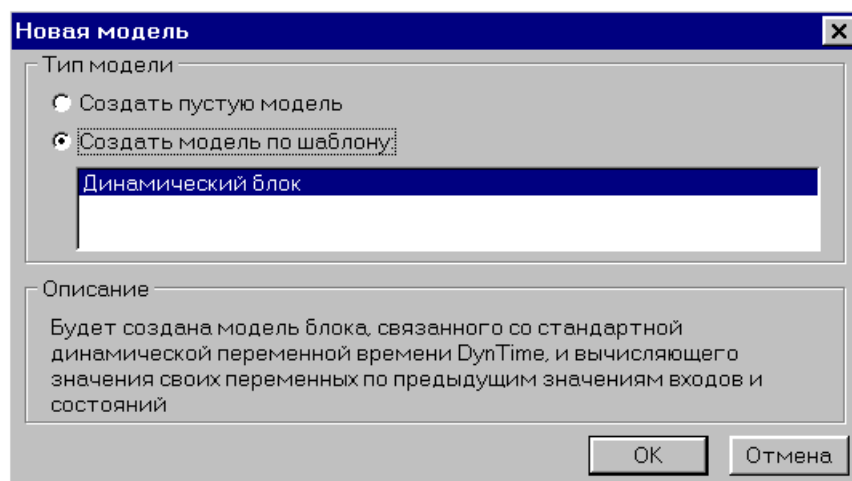 Новая модель
Тип модели
Создать пустую модель
Создать модель по шаблону:
Динамический блок
Описание
Будет создана модель блока, связанного со стандартной
динамической переменной времени DynTime, и вычисляющего
значения своих переменных по предыдущим значениям входов и
состояний
OK
Отмена